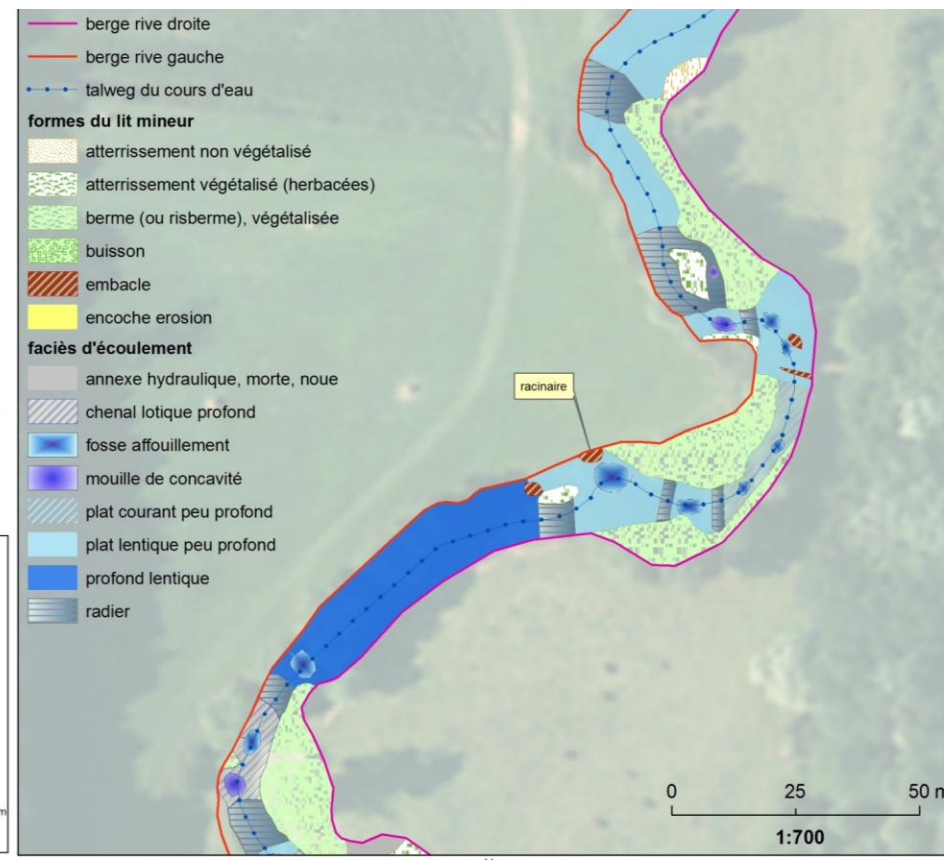 berge rive droite
berge rive gauche
talweg du cours d'eau
formes du lit mineur
atterrissement non végétalisé
atterrissement végétalisé (herbacées)
berme (ou risberme), végétalisée
buisson
embacle
encoche erosion
faciès d'écoulement
annexe hydraulique, morte, noue
chenal lotique profond
fosse affouillement
mouille de concavité
plat courant peu profond
plat lentique peu profond
profond lentique
radier
racinaire
0 25 50 m
1:700
m